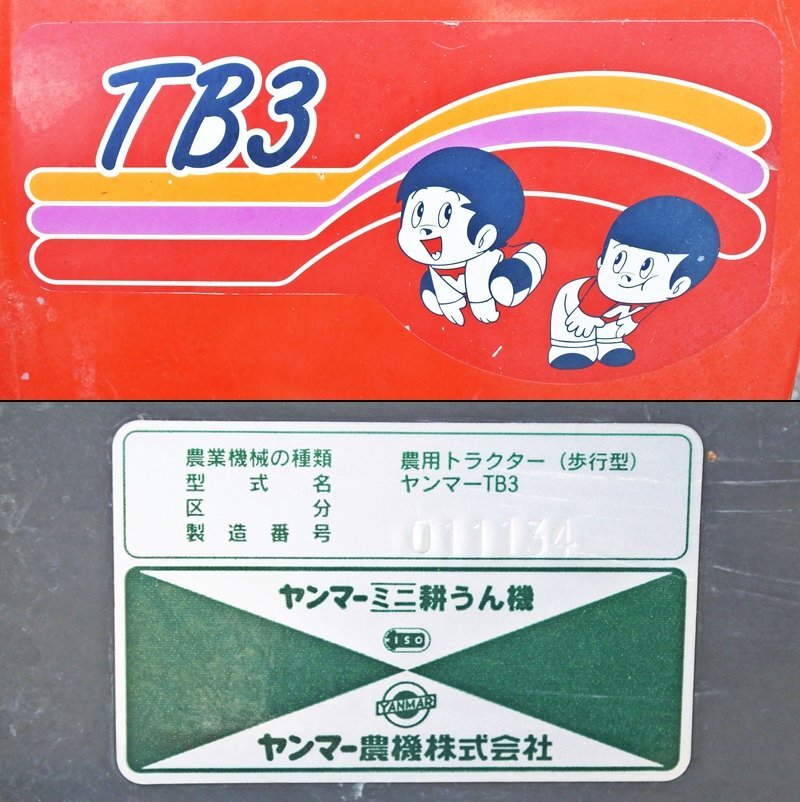 TB3
農業機械の種類 農用トラクター（歩行型）
型式名 ヤンマーTB3
区分
製造番号 011134
ヤンマーミニ耕うん機
ISO
YANMAR
ヤンマー農機株式会社